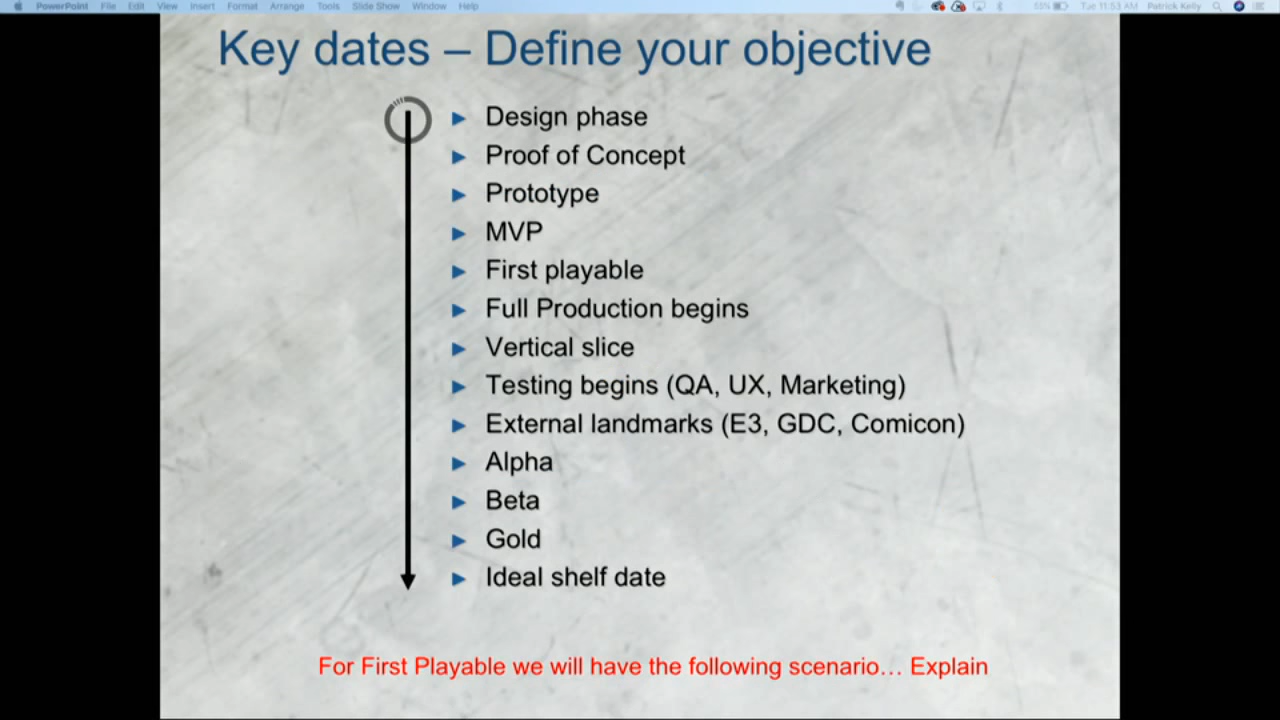 PowerPoint File Edit View Insert Format Arrange Tools Slide Show Window Help 55% Tue 11:53 AM Patrick Kelly
Key dates – Define your objective
Design phase
Proof of Concept
Prototype
MVP
First playable
Full Production begins
Vertical slice
Testing begins (QA, UX, Marketing)
External landmarks (E3, GDC, Comicon)
Alpha
Beta
Gold
Ideal shelf date
For First Playable we will have the following scenario… Explain